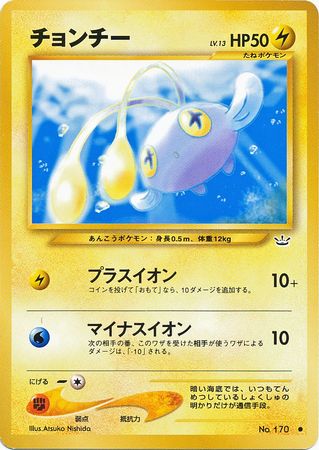 チョンチー LV.13 HP50
たねポケモン
あんこうポケモン：身長0.5m、体重12kg
プラスイオン 10+
コインを投げて「おもて」なら、10ダメージを追加する。
マイナスイオン 10
次の相手の番、このワザを受けた相手が使うワザによる
ダメージは、「-10」される。
にげる
弱点 抵抗力
暗い海底では、いつもてん
めつしているしょくしゅの
明かりだけが通信手段。
Illus.Atsuko Nishida No. 170